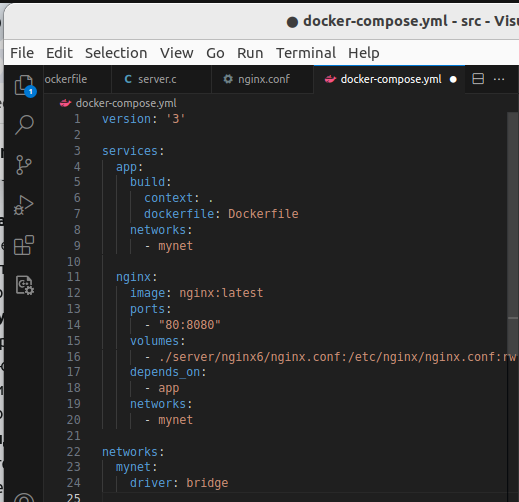 ● docker-compose.yml - src - Visu
File Edit Selection View Go Run Terminal Help
ockerfile C server.c nginx.conf docker-compose.yml ●
docker-compose.yml
1 version: '3'
2
3 services:
4 app:
5 build:
6 context: .
7 dockerfile: Dockerfile
8 networks:
9 - mynet
10
11 nginx:
12 image: nginx:latest
13 ports:
14 - "80:8080"
15 volumes:
16 - ./server/nginx6/nginx.conf:/etc/nginx/nginx.conf:rw
17 depends_on:
18 - app
19 networks:
20 - mynet
21
22 networks:
23 mynet:
24 driver: bridge
25
1